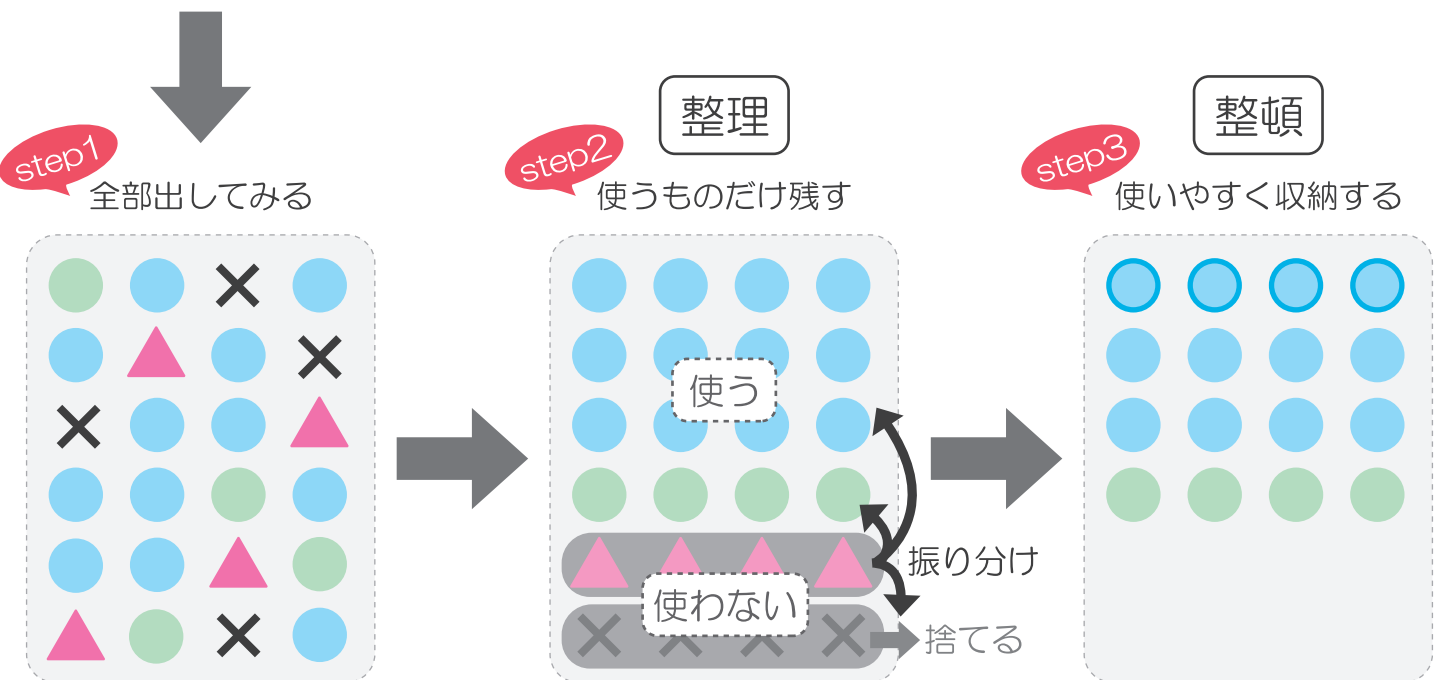 step1
全部出してみる
整理
step2
使うものだけ残す
使う
使わない
振り分け
捨てる
整頓
step3
使いやすく収納する